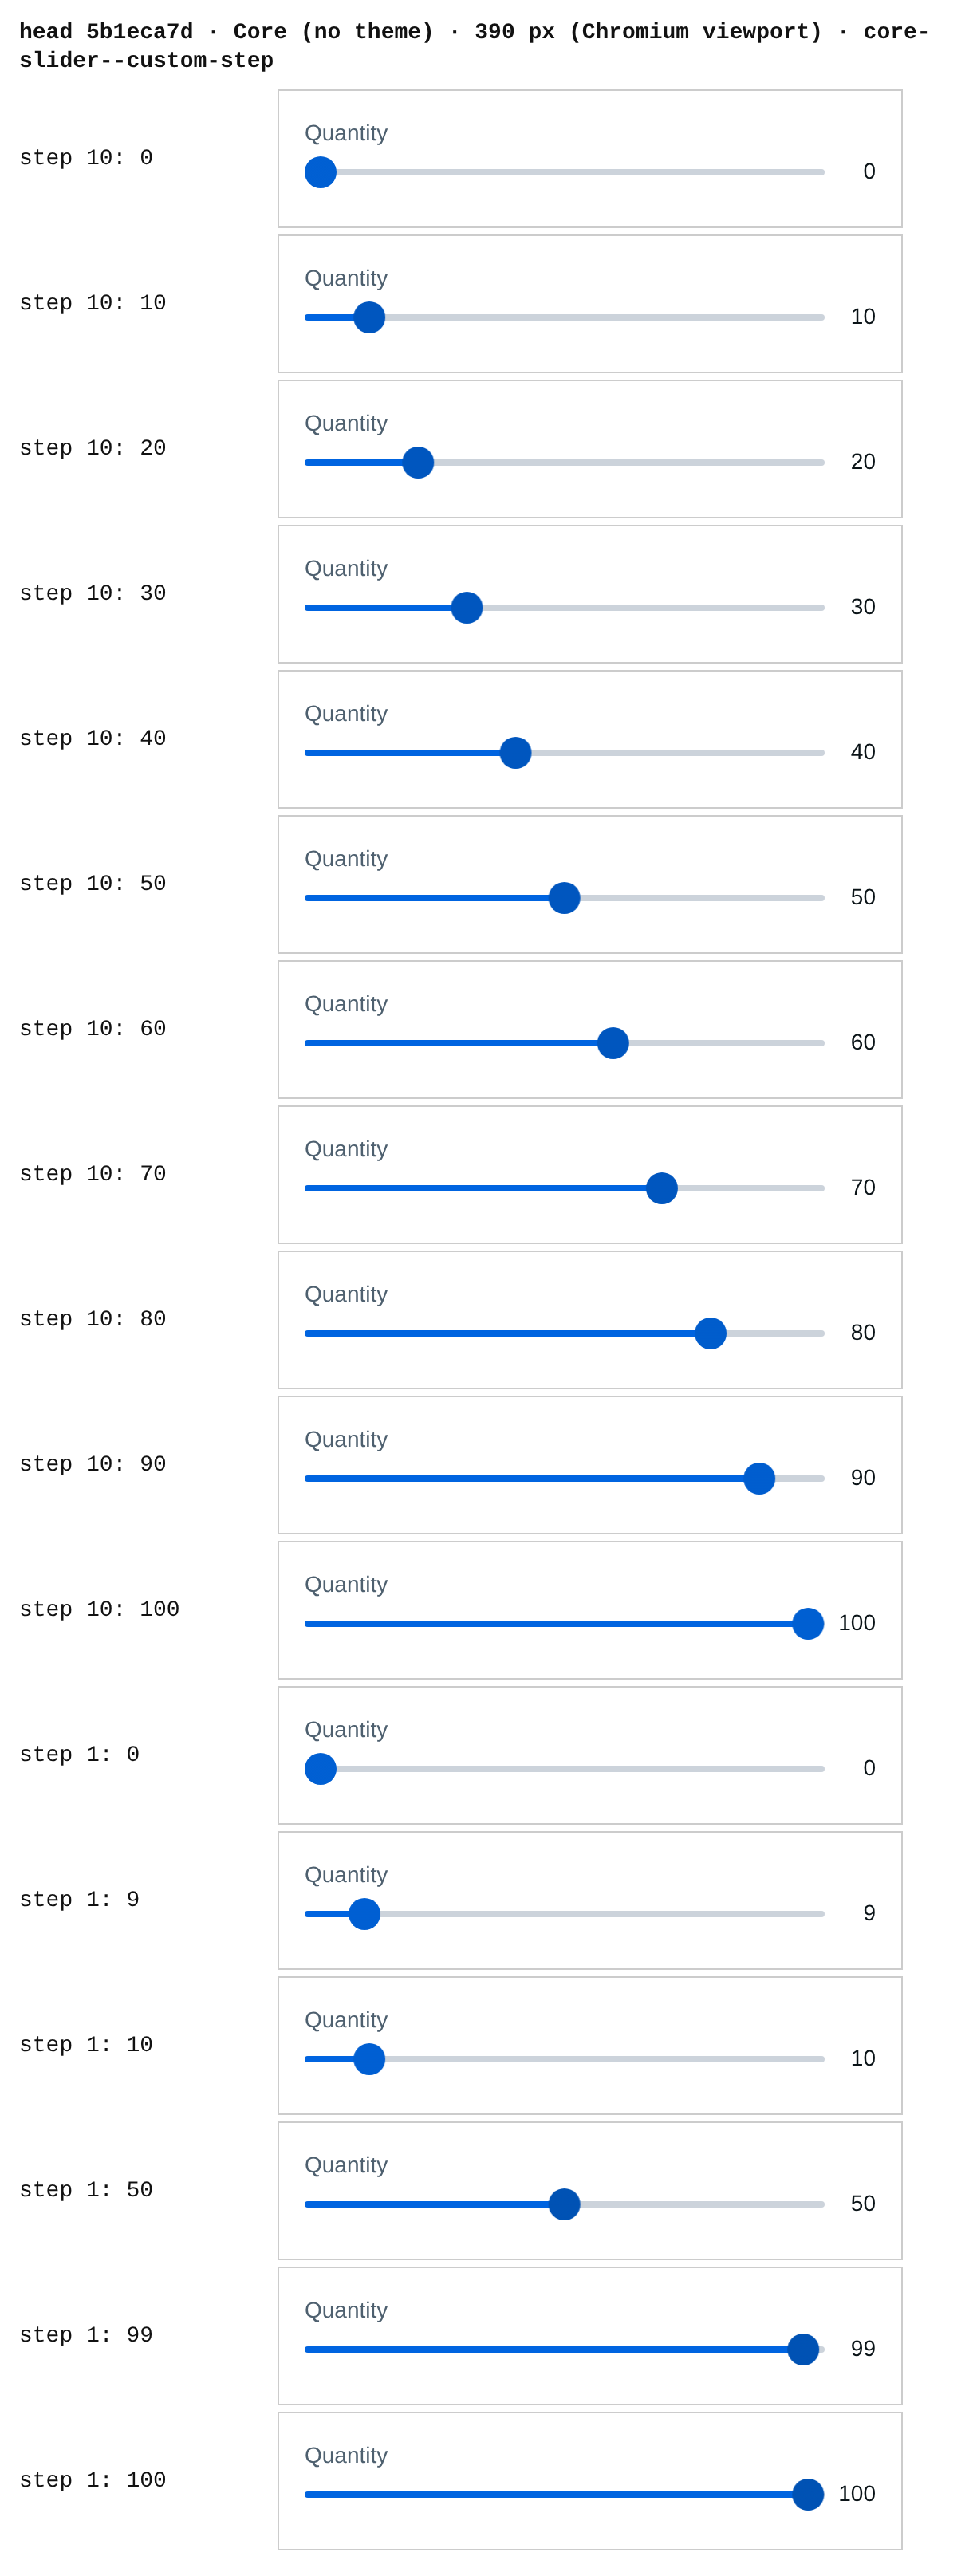 head 5b1eca7d · Core (no theme) · 390 px (Chromium viewport) · core-
slider--custom-step
Quantity
step 10: 0
0
Quantity
step 10: 10
10
Quantity
step 10: 20
20
Quantity
step 10: 30
30
Quantity
step 10: 40
40
Quantity
step 10: 50
50
Quantity
step 10: 60
60
Quantity
step 10: 70
70
Quantity
step 10: 80
80
Quantity
step 10: 90
90
Quantity
step 10: 100
100
Quantity
step 1: 0
0
Quantity
step 1: 9
9
Quantity
step 1: 10
10
Quantity
step 1: 50
50
Quantity
step 1: 99
99
Quantity
step 1: 100
100